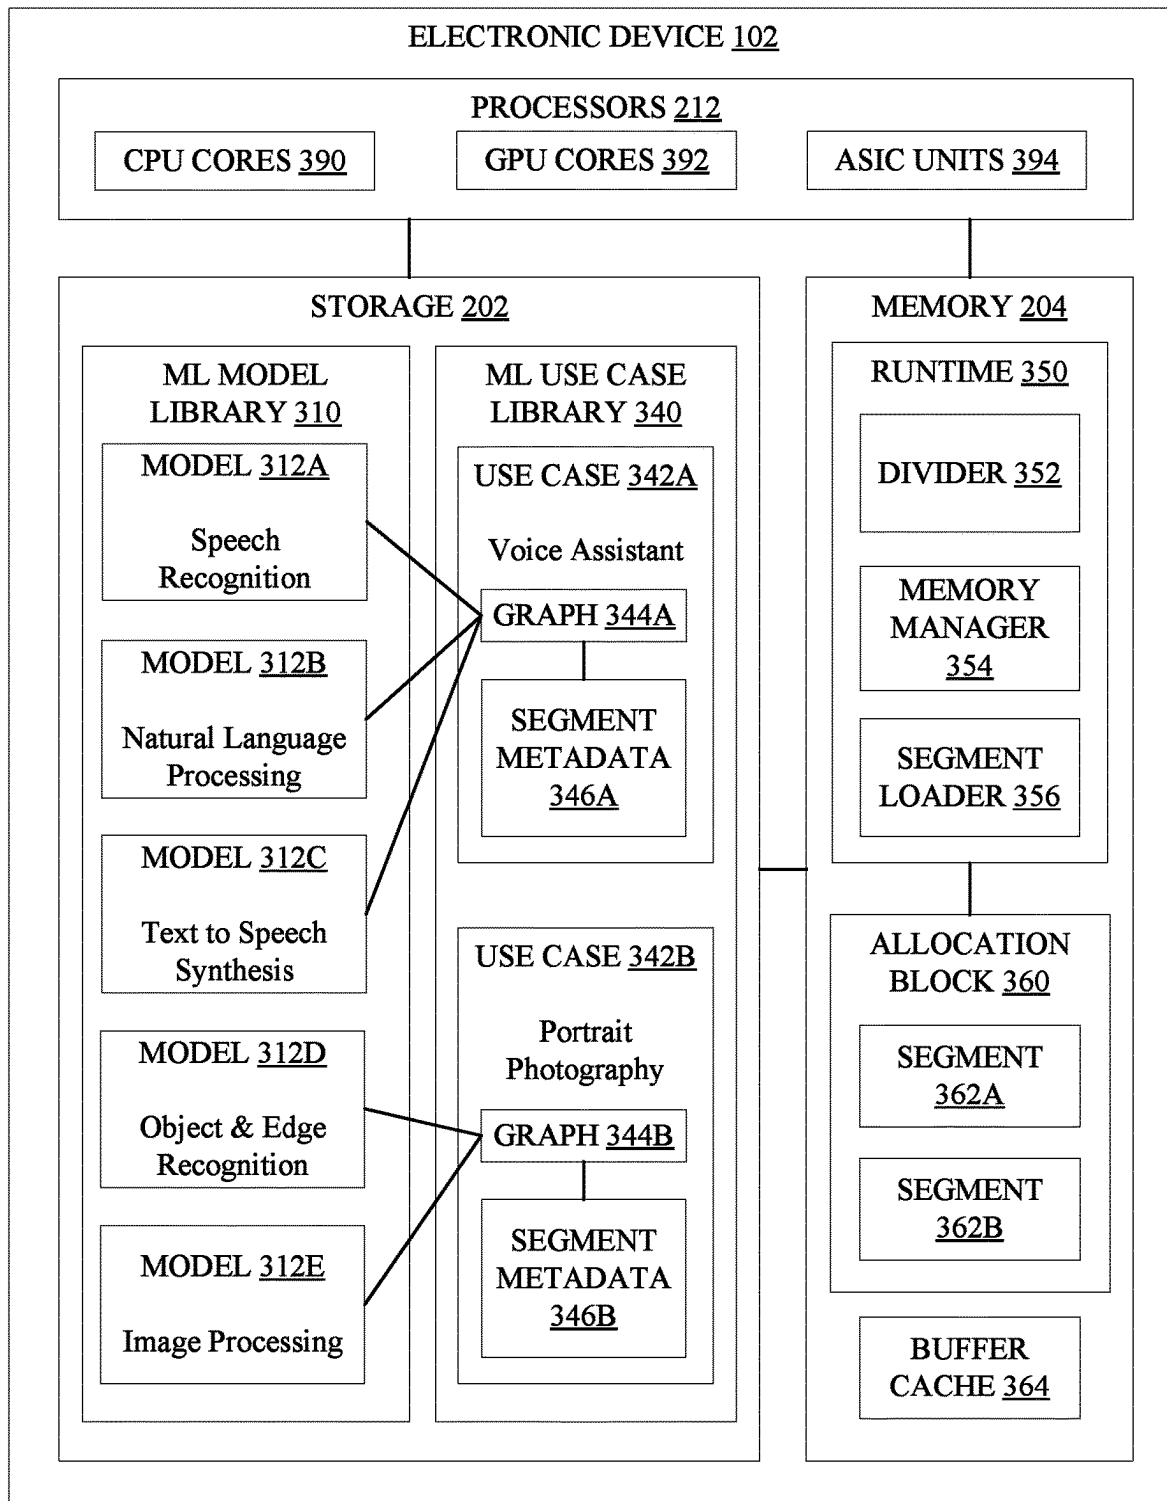 ELECTRONIC DEVICE 102
PROCESSORS 212
CPU CORES 390
GPU CORES 392
ASIC UNITS 394
STORAGE 202
ML MODEL
LIBRARY 310
MODEL 312A
Speech
Recognition
MODEL 312B
Natural Language
Processing
MODEL 312C
Text to Speech
Synthesis
MODEL 312D
Object & Edge
Recognition
MODEL 312E
Image Processing
ML USE CASE
LIBRARY 340
USE CASE 342A
Voice Assistant
GRAPH 344A
SEGMENT
METADATA
346A
USE CASE 342B
Portrait
Photography
GRAPH 344B
SEGMENT
METADATA
346B
MEMORY 204
RUNTIME 350
DIVIDER 352
MEMORY
MANAGER
354
SEGMENT
LOADER 356
ALLOCATION
BLOCK 360
SEGMENT
362A
SEGMENT
362B
BUFFER
CACHE 364